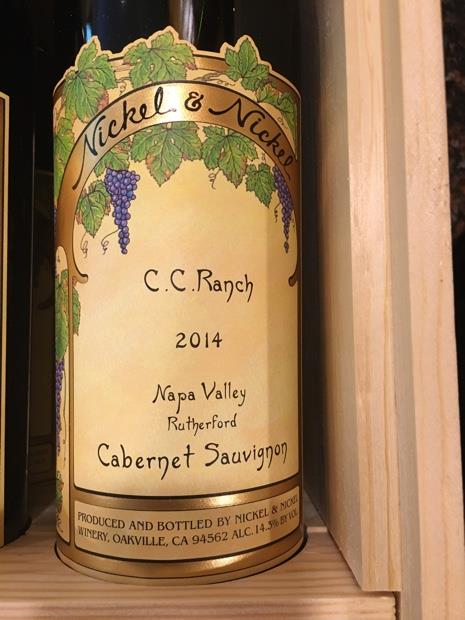 Nickel & Nickel
C.C.Ranch
2014
Napa Valley
Rutherford
Cabernet Sauvignon
PRODUCED AND BOTTLED BY NICKEL & NICKEL
WINERY, OAKVILLE, CA 94562 ALC. 14.3% BY VOL.